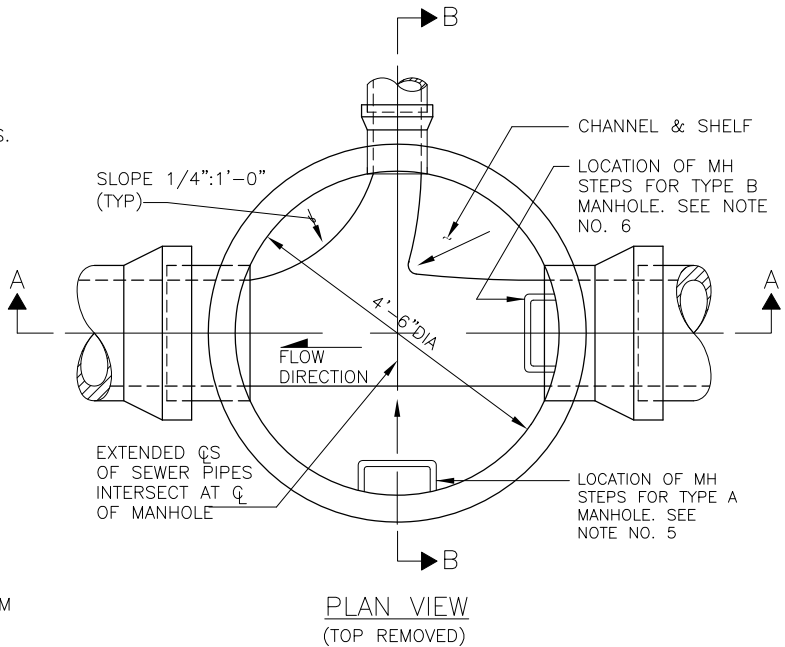 B
S.
CHANNEL & SHELF
SLOPE 1/4":1'-0"
(TYP)
LOCATION OF MH
STEPS FOR TYPE B
MANHOLE. SEE NOTE
NO. 6
A
A
4'-6"DIA
FLOW
DIRECTION
EXTENDED ℄S
OF SEWER PIPES
INTERSECT AT ℄
OF MANHOLE
LOCATION OF MH
STEPS FOR TYPE A
MANHOLE. SEE
NOTE NO. 5
B
M
PLAN VIEW
(TOP REMOVED)